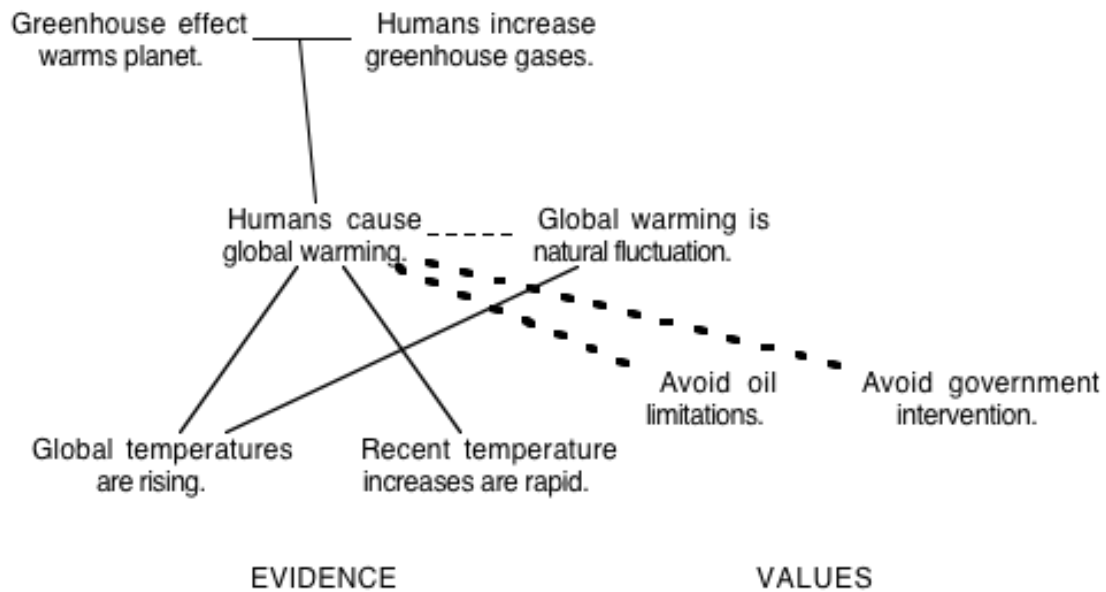 Greenhouse effect
warms planet.
Humans increase
greenhouse gases.
Humans cause
global warming.
Global warming is
natural fluctuation.
Avoid oil
limitations.
Avoid government
intervention.
Global temperatures
are rising.
Recent temperature
increases are rapid.
EVIDENCE
VALUES